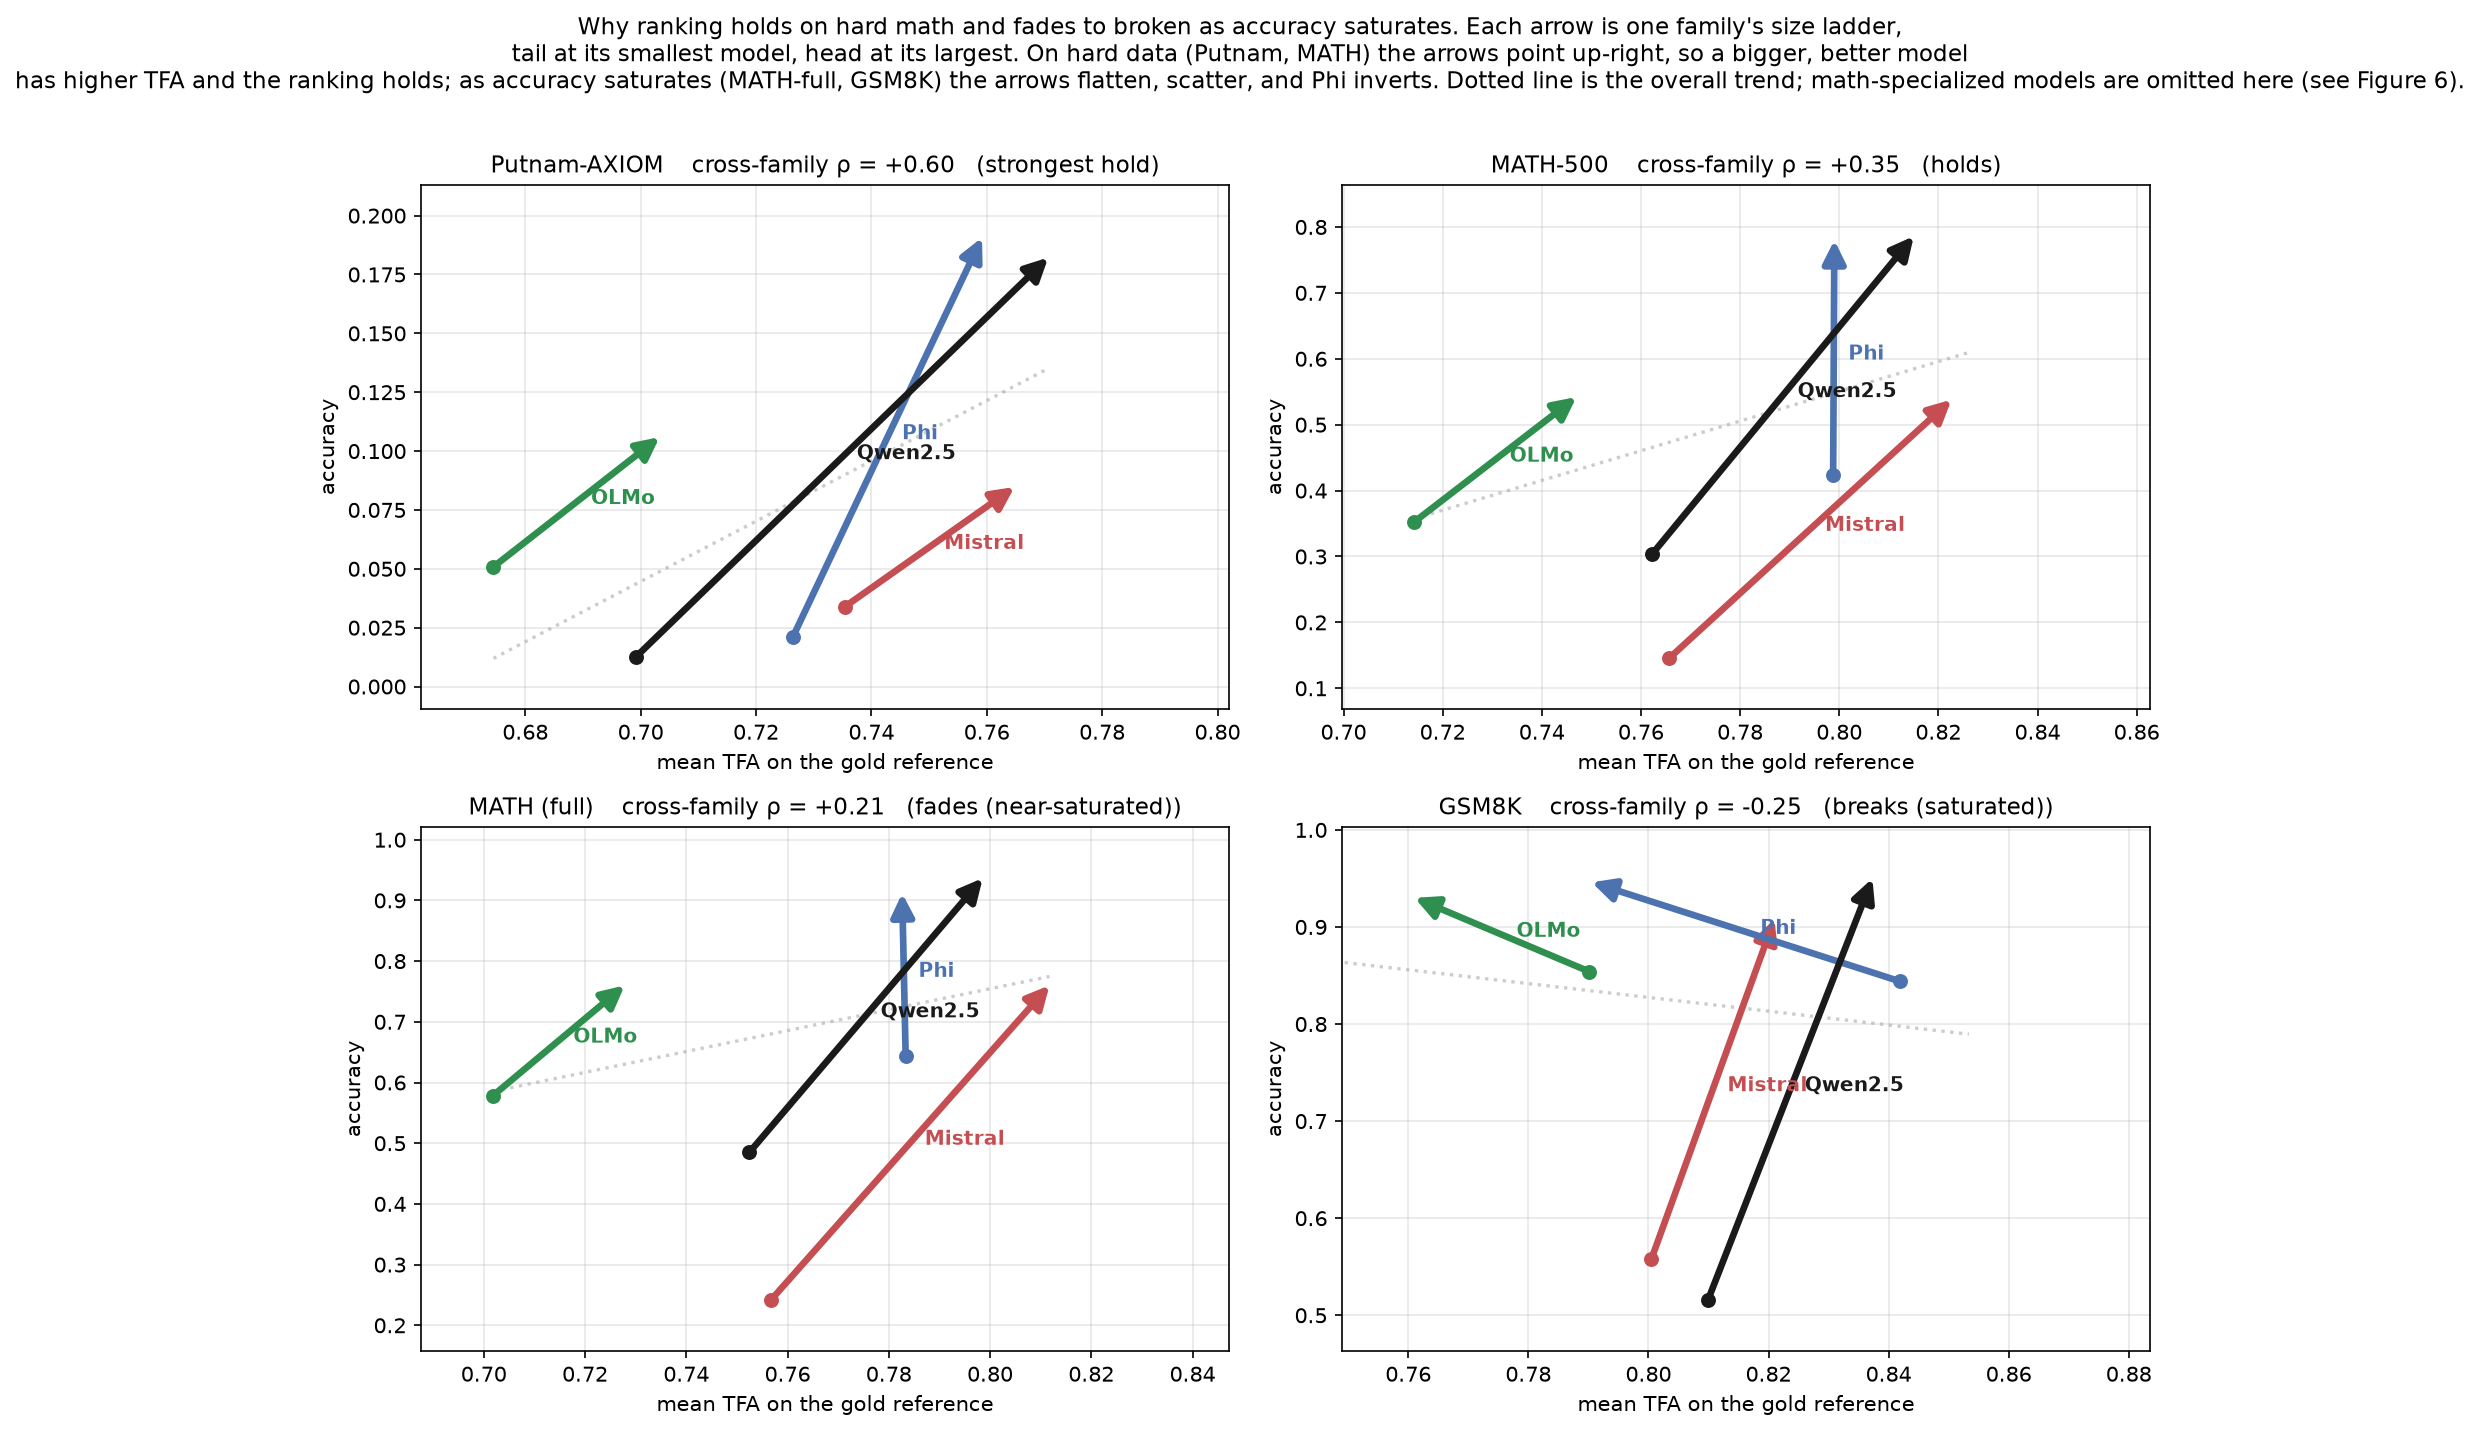 Why ranking holds on hard math and fades to broken as accuracy saturates. Each arrow is one family's size ladder,
tail at its smallest model, head at its largest. On hard data (Putnam, MATH) the arrows point up-right, so a bigger, better model
has higher TFA and the ranking holds; as accuracy saturates (MATH-full, GSM8K) the arrows flatten, scatter, and Phi inverts. Dotted line is the overall trend; math-specialized models are omitted here (see Figure 6).
Putnam-AXIOM    cross-family ρ = +0.60   (strongest hold)
accuracy
0.200
0.175
0.150
0.125
0.100
0.075
0.050
0.025
0.000
Phi
Qwen2.5
OLMo
Mistral
0.68 0.70 0.72 0.74 0.76 0.78 0.80
mean TFA on the gold reference
MATH-500    cross-family ρ = +0.35   (holds)
accuracy
0.8
0.7
0.6
0.5
0.4
0.3
0.2
0.1
Phi
Qwen2.5
OLMo
Mistral
0.70 0.72 0.74 0.76 0.78 0.80 0.82 0.84 0.86
mean TFA on the gold reference
MATH (full)    cross-family ρ = +0.21   (fades (near-saturated))
accuracy
1.0
0.9
0.8
0.7
0.6
0.5
0.4
0.3
0.2
Phi
Qwen2.5
OLMo
Mistral
0.70 0.72 0.74 0.76 0.78 0.80 0.82 0.84
mean TFA on the gold reference
GSM8K    cross-family ρ = -0.25   (breaks (saturated))
accuracy
1.0
0.9
0.8
0.7
0.6
0.5
Phi
OLMo
Mistral
Qwen2.5
0.76 0.78 0.80 0.82 0.84 0.86 0.88
mean TFA on the gold reference